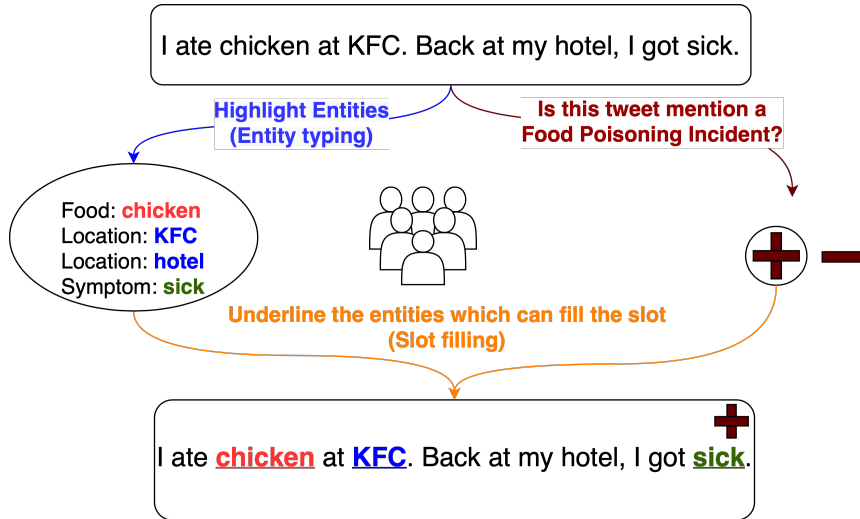 I ate chicken at KFC. Back at my hotel, I got sick.
Highlight Entities
(Entity typing)
Is this tweet mention a
Food Poisoning Incident?
Food: chicken
Location: KFC
Location: hotel
Symptom: sick
Underline the entities which can fill the slot
(Slot filling)
I ate chicken at KFC. Back at my hotel, I got sick.